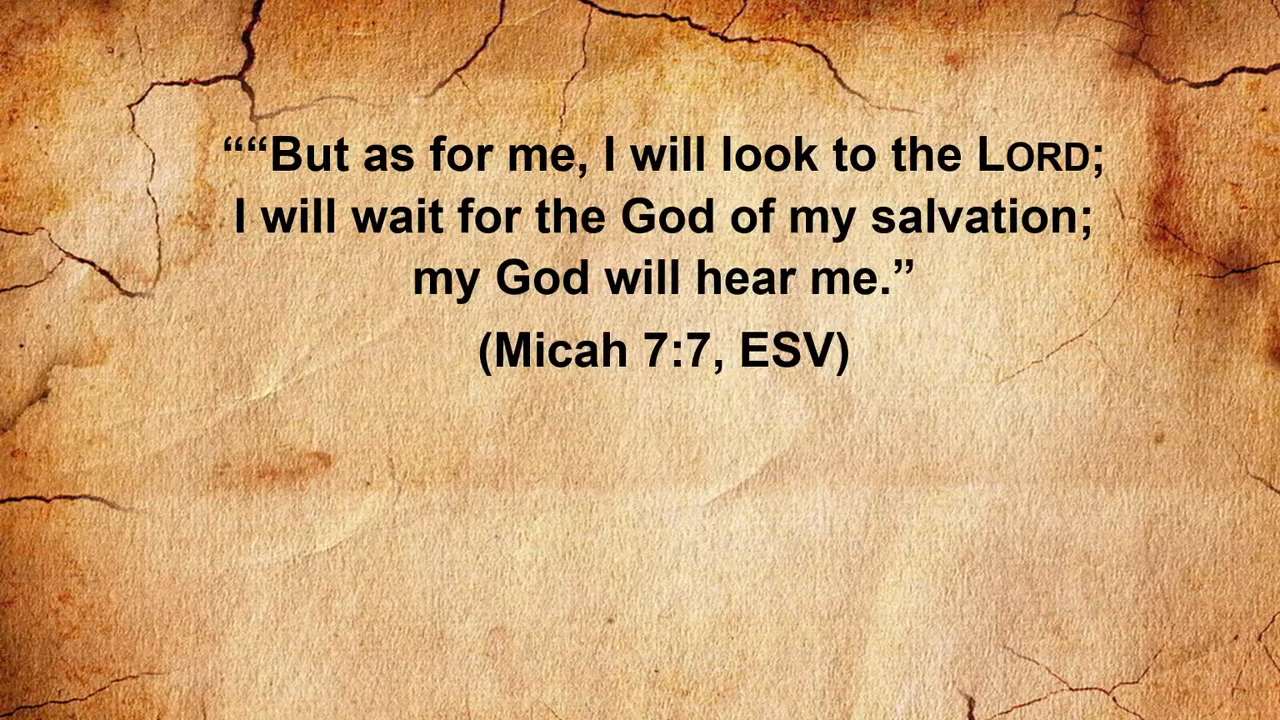 ““But as for me, I will look to the LORD;
I will wait for the God of my salvation;
my God will hear me.”
(Micah 7:7, ESV)